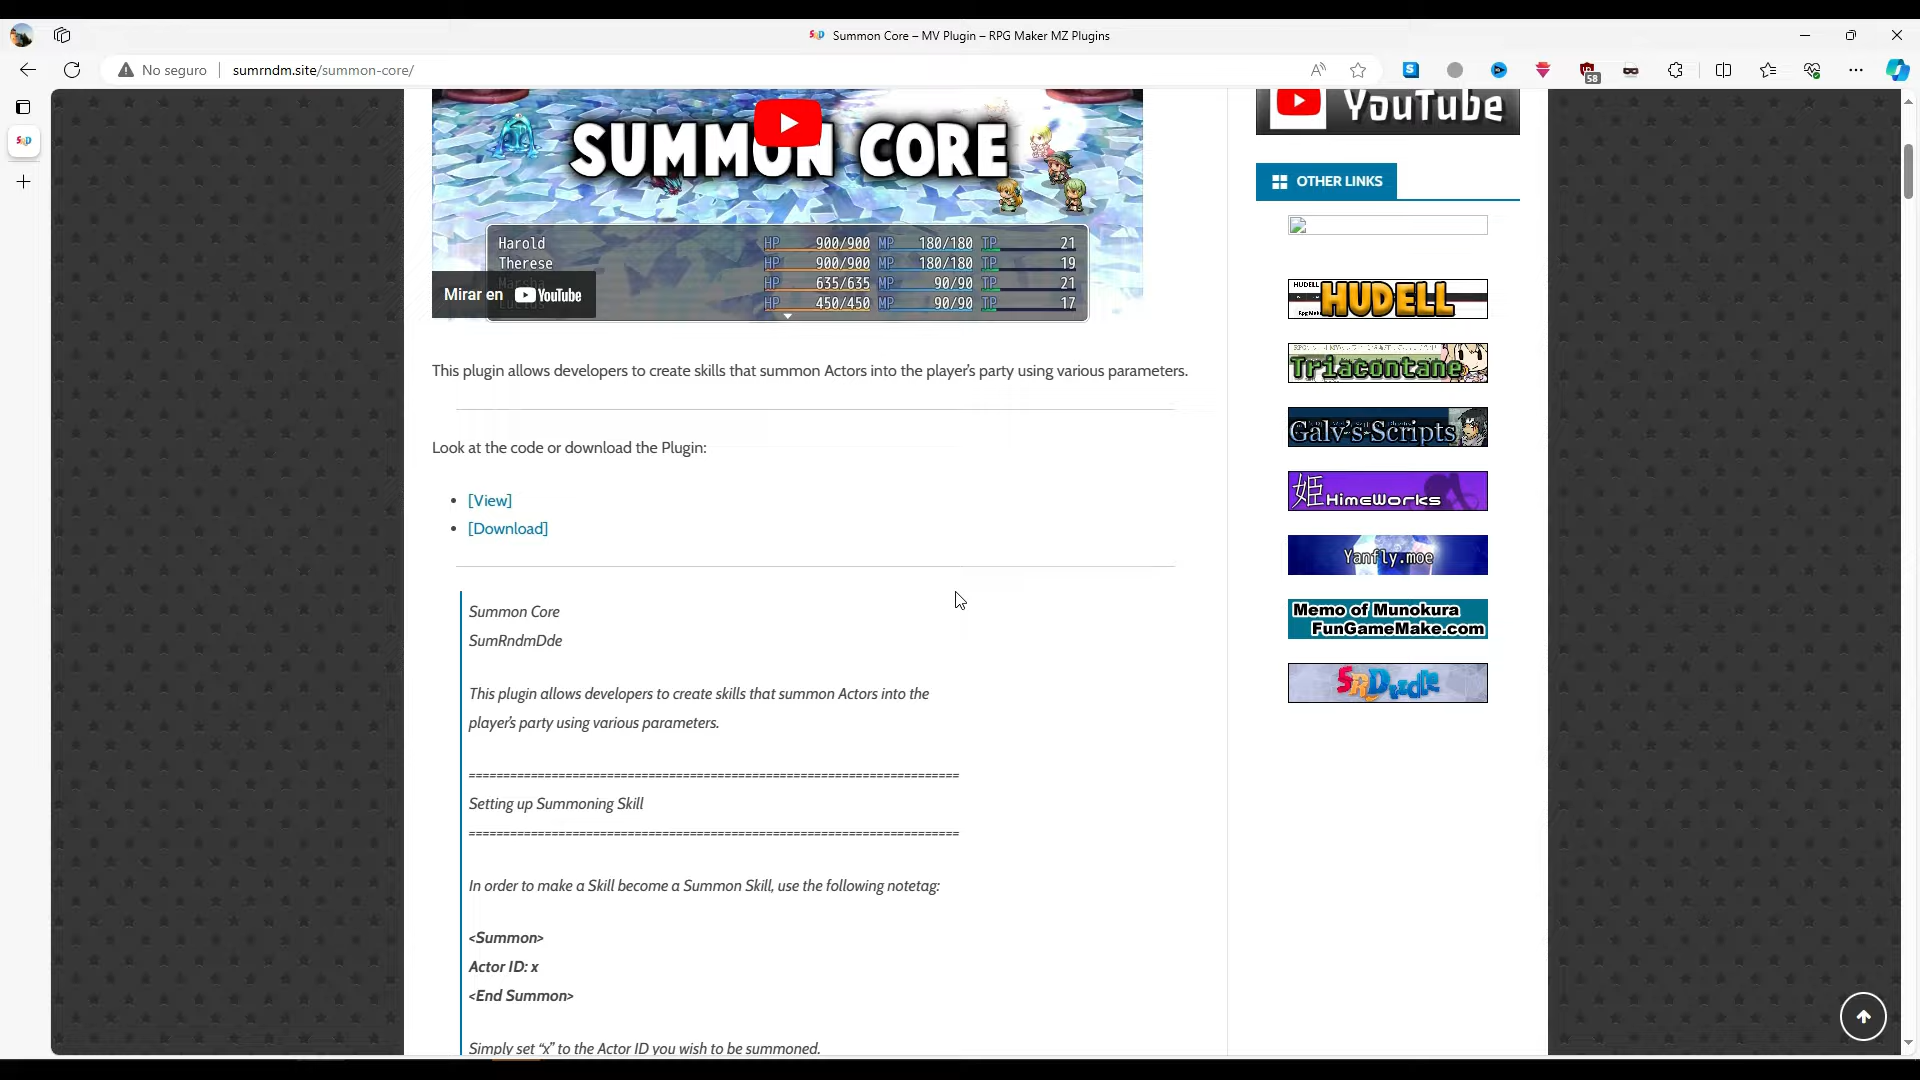 Summon Core – MV Plugin – RPG Maker MZ Plugins
No seguro
sumrndm.site/summon-core/
58
SUMMON CORE
Harold HP 900/900 MP 180/180 TP 21
Therese HP 900/900 MP 180/180 TP 19
HP 635/635 MP 90/90 TP 21
HP 450/450 MP 90/90 TP 17
Mirar en YouTube
This plugin allows developers to create skills that summon Actors into the player’s party using various parameters.
Look at the code or download the Plugin:
[View]
[Download]
Summon Core
SumRndmDde
This plugin allows developers to create skills that summon Actors into the
player’s party using various parameters.
======================================================================
Setting up Summoning Skill
======================================================================
In order to make a Skill become a Summon Skill, use the following notetag:
<Summon>
Actor ID: x
<End Summon>
Simply set “x” to the Actor ID you wish to be summoned.
YouTube
OTHER LINKS
HUDELL
HUDELL
Triacontane
Galv's Scripts
姫 HimeWorks
Yanfly.moe
Memo of Munokura
FunGameMake.com
SRDude